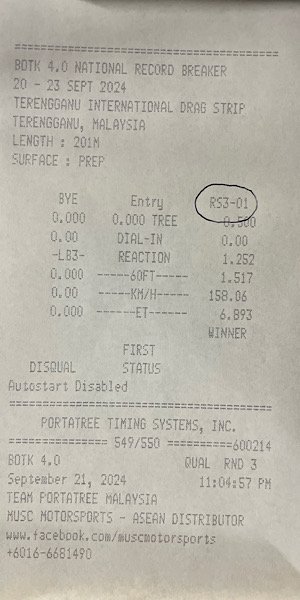 ========================================
BOTK 4.0 NATIONAL RECORD BREAKER
20 - 23 SEPT 2024
TERENGGANU INTERNATIONAL DRAG STRIP
TERENGGANU, MALAYSIA
LENGTH : 201M
SURFACE : PREP
BYE Entry RS3-01
0.000 0.000 TREE 0.500
0.00 DIAL-IN 0.00
-LB3- REACTION 1.252
0.000 ------60FT------ 1.517
0.00 ------KM/H------ 158.06
0.000 -------ET------- 6.893
WINNER
FIRST
DISQUAL STATUS
Autostart Disabled
========================================
PORTATREE TIMING SYSTEMS, INC.
=============== 549/550 ==========600214
BOTK 4.0 QUAL RND 3
September 21, 2024 11:04:57 PM
TEAM PORTATREE MALAYSIA
MUSC MOTORSPORTS - ASEAN DISTRIBUTOR
www.facebook.com/muscmotorsports
+6016-6681490